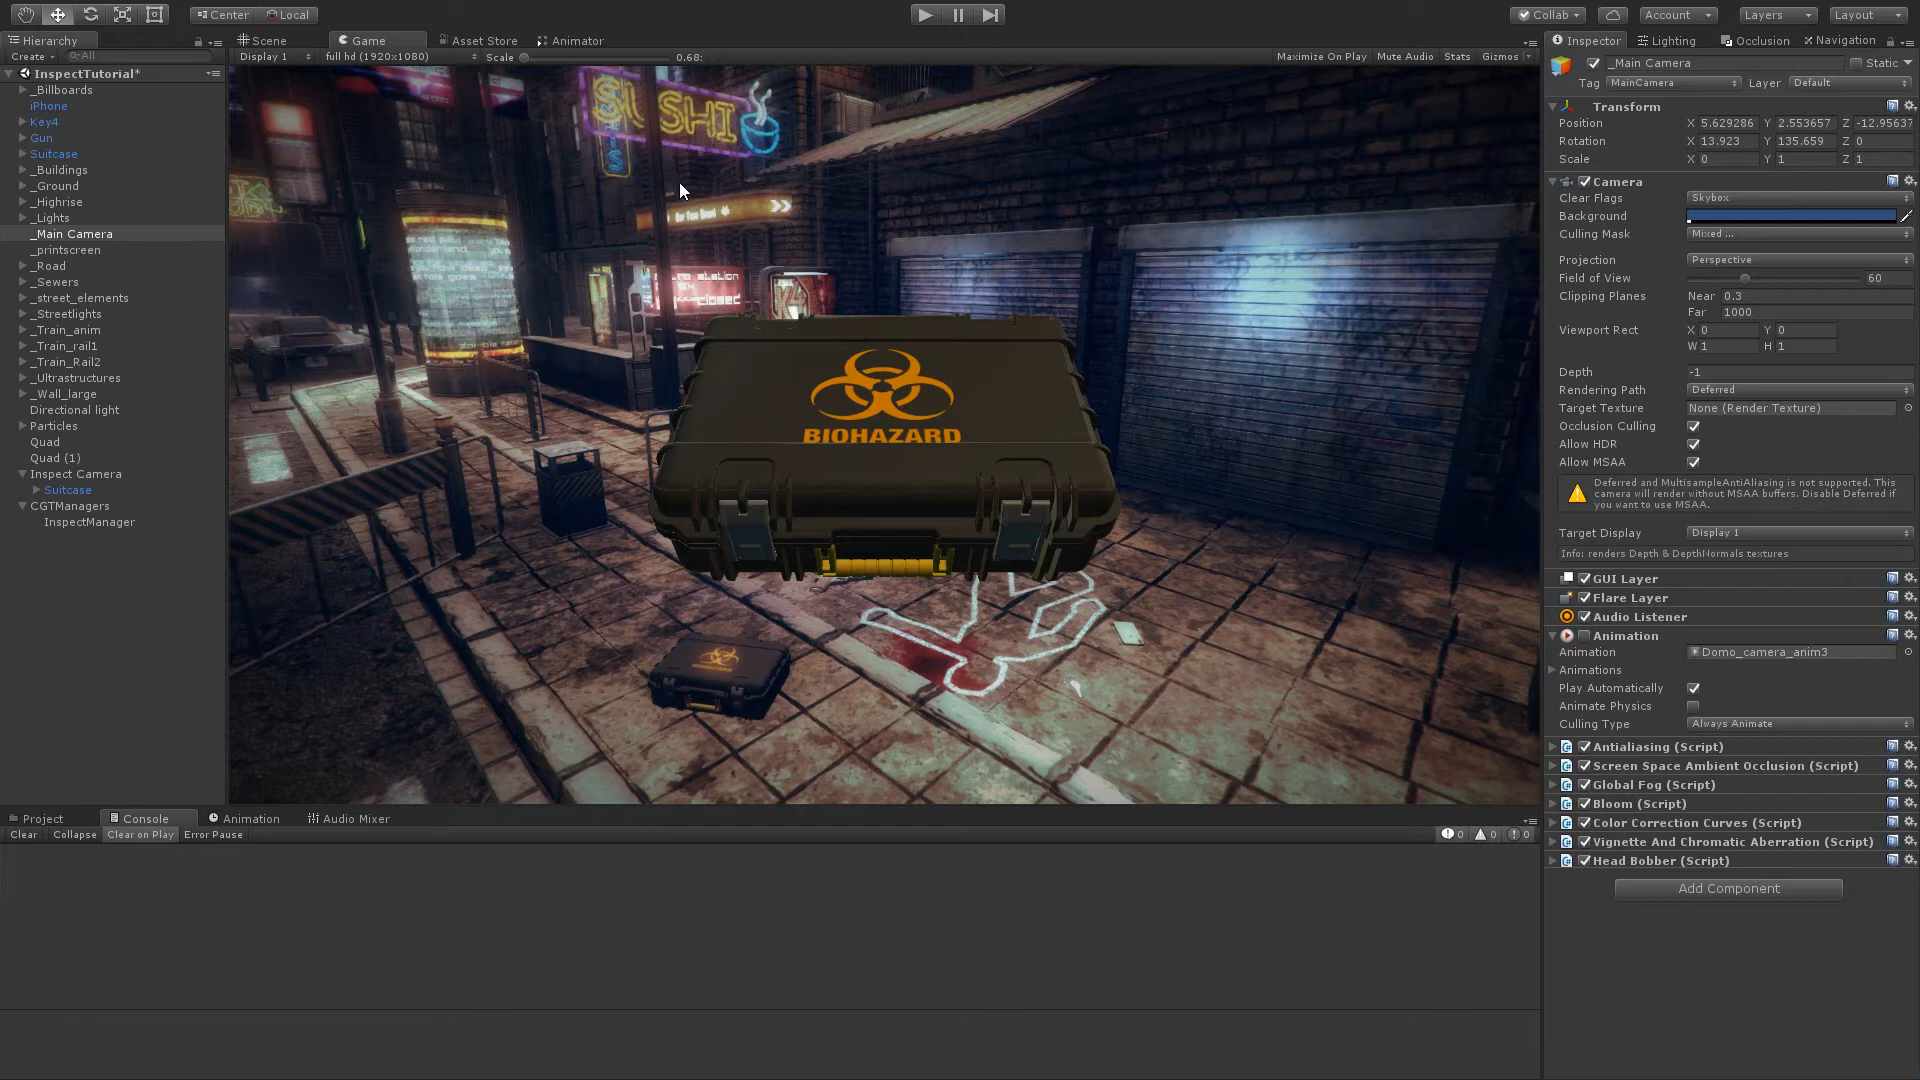 Center
Local
Collab
Account
Layers
Layout
Hierarchy
Scene
Game
Asset Store
Animator
Inspector
Lighting
Occlusion
Navigation
Create
All
Display 1
full hd (1920x1080)
Scale
0.68:
Maximize On Play
Mute Audio
Stats
Gizmos
InspectTutorial*
_Billboards
iPhone
Key4
Gun
Suitcase
_Buildings
_Ground
_Highrise
_Lights
_Main Camera
_printscreen
_Road
_Sewers
_street_elements
_Streetlights
_Train_anim
_Train_rail1
_Train_Rail2
_Ultrastructures
_Wall_large
Directional light
Particles
Quad
Quad (1)
Inspect Camera
Suitcase
CGTManagers
InspectManager
SUSHI
station
closed
BIOHAZARD
_Main Camera
Static
Tag MainCamera Layer Default
Transform
Position X 5.629286 Y 2.553657 Z -12.95637
Rotation X 13.923 Y 135.659 Z 0
Scale X 0 Y 1 Z 1
Camera
Clear Flags Skybox
Background
Culling Mask Mixed ...
Projection Perspective
Field of View 60
Clipping Planes Near 0.3
Far 1000
Viewport Rect X 0 Y 0
W 1 H 1
Depth -1
Rendering Path Deferred
Target Texture None (Render Texture)
Occlusion Culling
Allow HDR
Allow MSAA
Deferred and MultisampleAntiAliasing is not supported. This
camera will render without MSAA buffers. Disable Deferred if
you want to use MSAA.
Target Display Display 1
Info: renders Depth & DepthNormals textures
GUI Layer
Flare Layer
Audio Listener
Animation
Animation Domo_camera_anim3
Animations
Play Automatically
Animate Physics
Culling Type Always Animate
Antialiasing (Script)
Screen Space Ambient Occlusion (Script)
Global Fog (Script)
Bloom (Script)
Color Correction Curves (Script)
Vignette And Chromatic Aberration (Script)
Head Bobber (Script)
Add Component
Project
Console
Animation
Audio Mixer
Clear
Collapse
Clear on Play
Error Pause
0
0
0